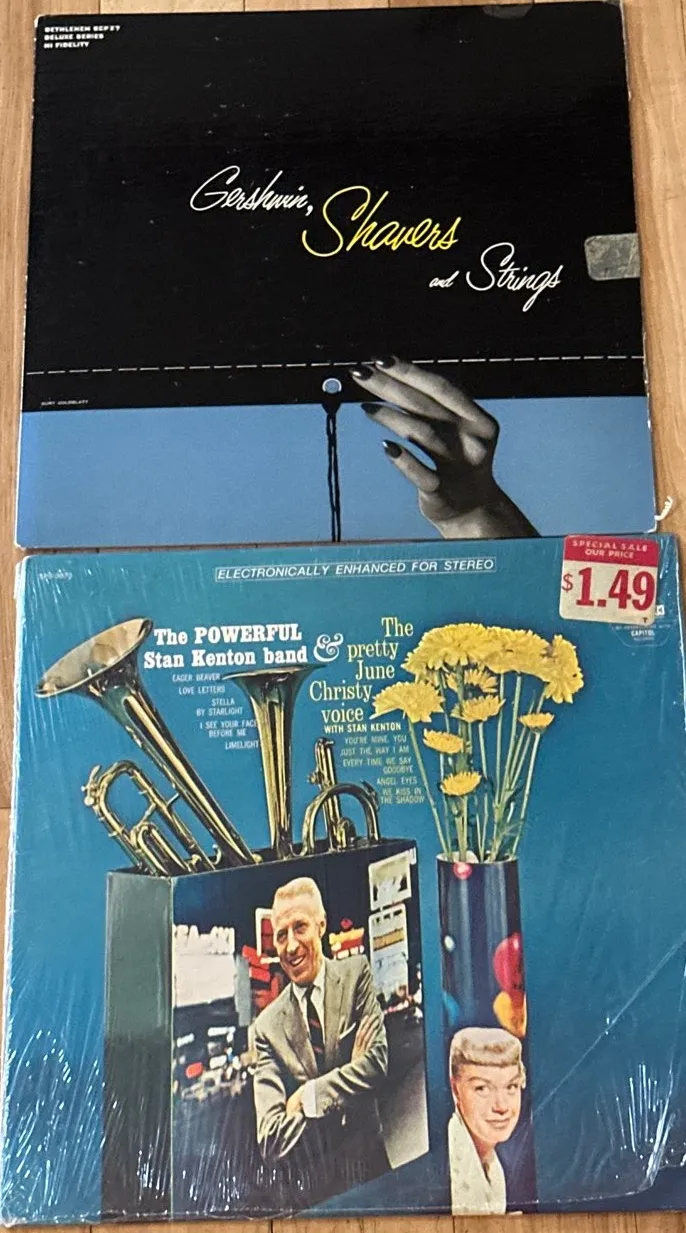 BETHLEHEM BCP27
DELUXE SERIES
HI FIDELITY
Gershwin,
Shavers
and Strings
BURT GOLDBLATT
SPECIAL SALE
OUR PRICE
$1.49
ELECTRONICALLY ENHANCED FOR STEREO
The POWERFUL
Stan Kenton band
&
The
pretty
June
Christy
voice
WITH STAN KENTON
EAGER BEAVER
LOVE LETTERS
STELLA
BY STARLIGHT
I SEE YOUR FACE
BEFORE ME
LIMELIGHT
YOU'RE MINE, YOU
JUST THE WAY I AM
EVERY TIME WE SAY
GOODBYE
ANGEL EYES
WE KISS IN
THE SHADOW
CAPITOL